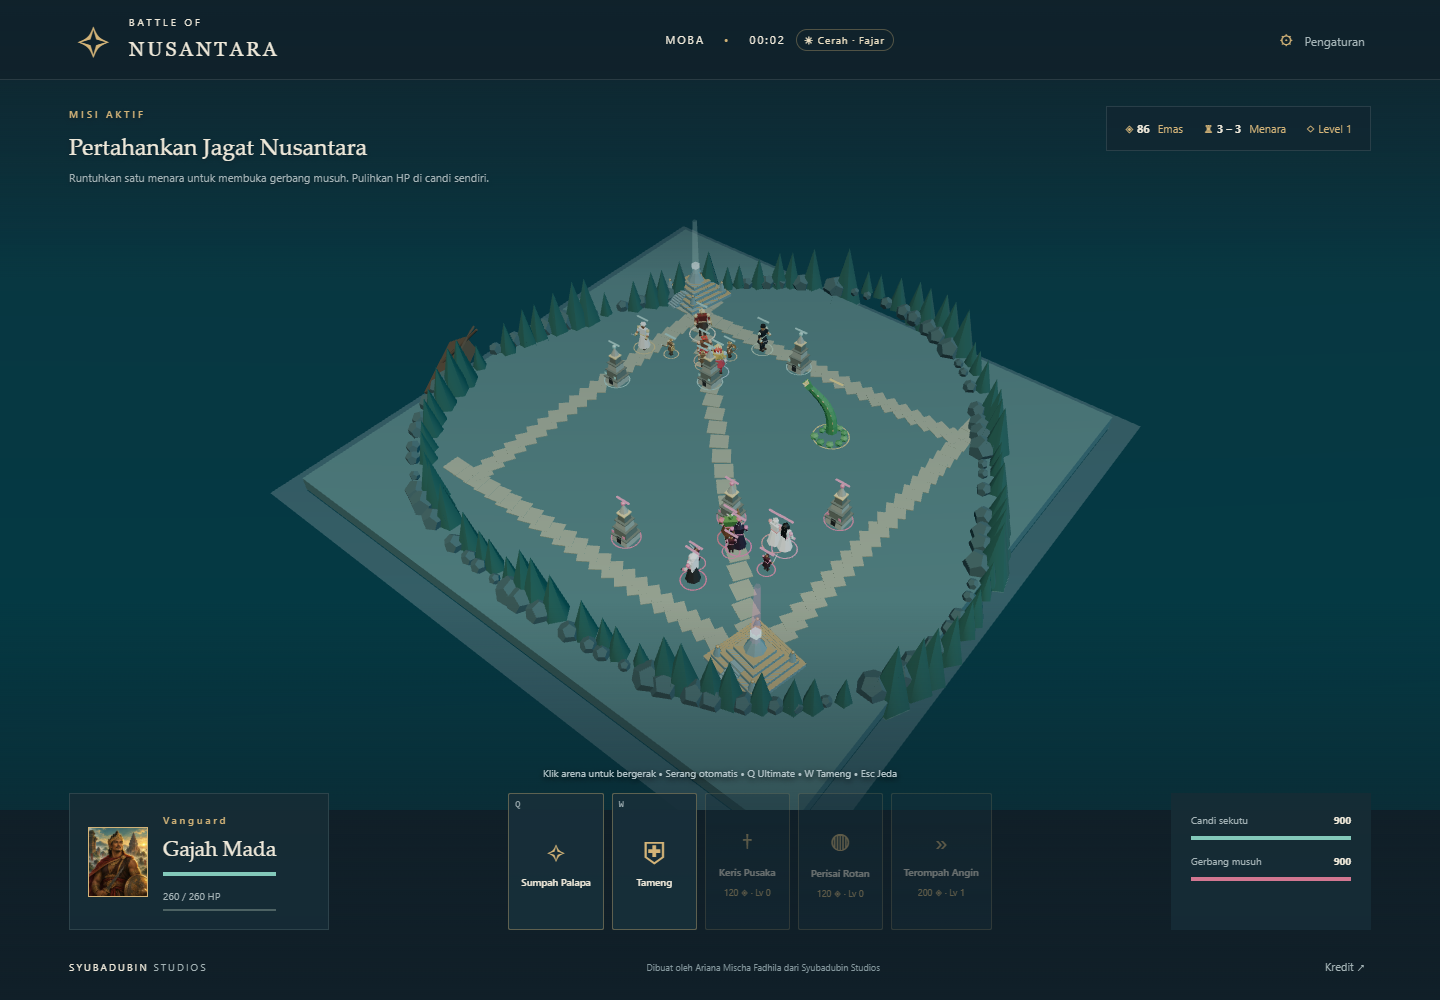 BATTLE OF
NUSANTARA
MOBA • 00:02 Cerah · Fajar
Pengaturan
MISI AKTIF
Pertahankan Jagat Nusantara
Runtuhkan satu menara untuk membuka gerbang musuh. Pulihkan HP di candi sendiri.
86 Emas 3 – 3 Menara Level 1
Klik arena untuk bergerak • Serang otomatis • Q Ultimate • W Tameng • Esc Jeda
Vanguard
Gajah Mada
260 / 260 HP
Q
Sumpah Palapa
W
Tameng
Keris Pusaka
120 ◈ · Lv 0
Perisai Rotan
120 ◈ · Lv 0
Terompah Angin
200 ◈ · Lv 1
Candi sekutu 900
Gerbang musuh 900
SYUBADUBIN STUDIOS
Dibuat oleh Ariana Mischa Fadhila dari Syubadubin Studios
Kredit ↗